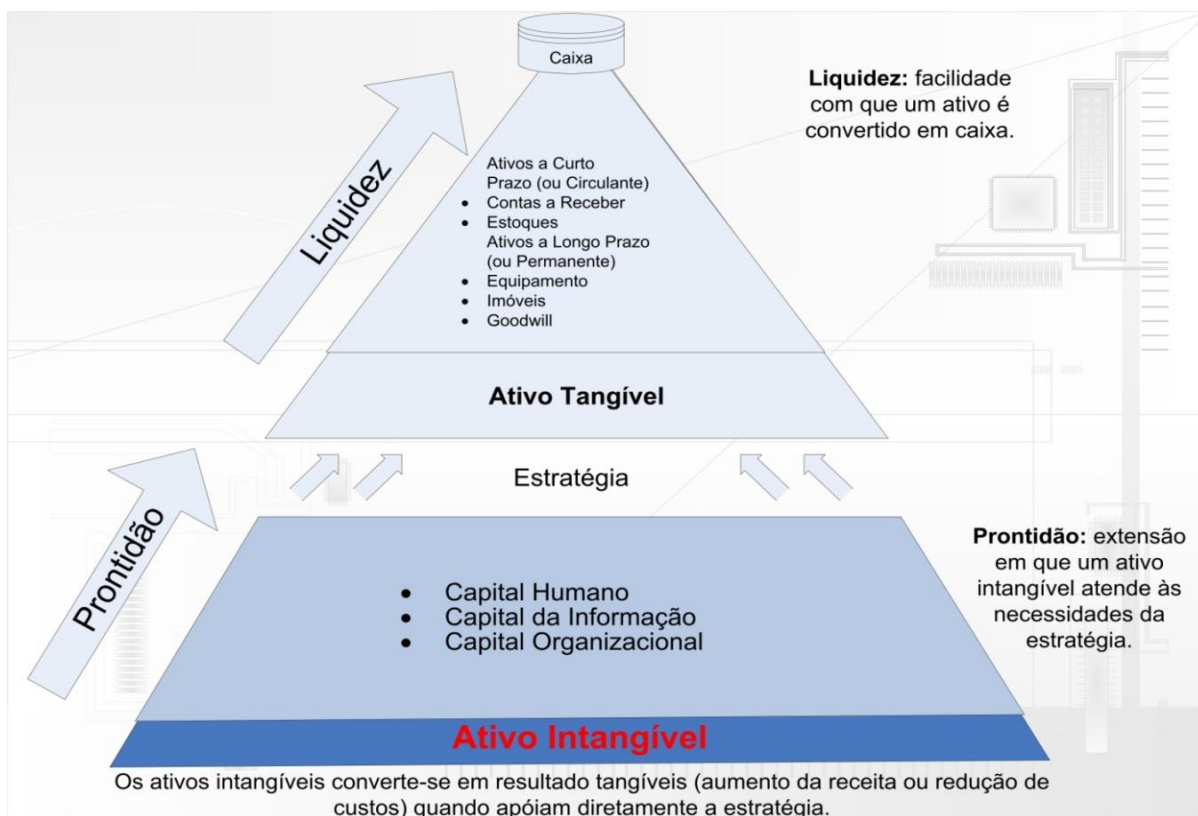 Caixa
Liquidez: facilidade
com que um ativo é
convertido em caixa.
Liquidez
Ativos a Curto
Prazo (ou Circulante)
• Contas a Receber
• Estoques
Ativos a Longo Prazo
(ou Permanente)
• Equipamento
• Imóveis
• Goodwill
Ativo Tangível
Estratégia
Prontidão
• Capital Humano
• Capital da Informação
• Capital Organizacional
Prontidão: extensão
em que um ativo
intangível atende às
necessidades da
estratégia.
Ativo Intangível
Os ativos intangíveis converte-se em resultado tangíveis (aumento da receita ou redução de
custos) quando apóiam diretamente a estratégia.